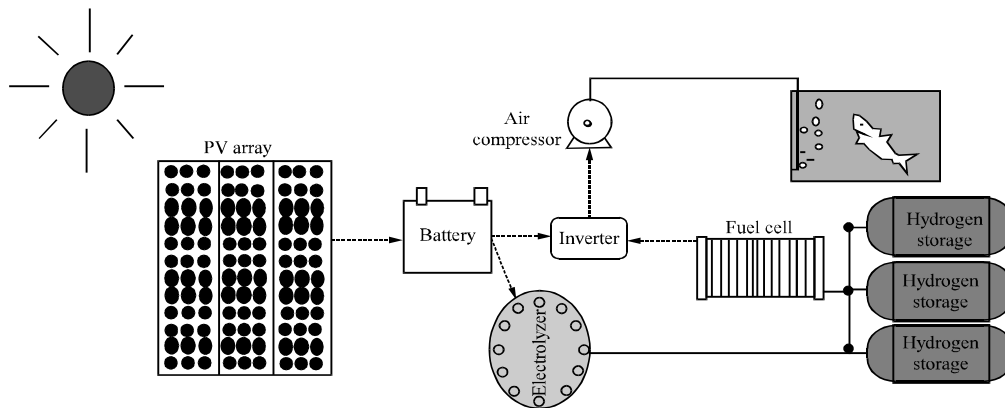 PV array
Battery
Air
compressor
Inverter
Electrolyzer
Fuel cell
Hydrogen
storage
Hydrogen
storage
Hydrogen
storage